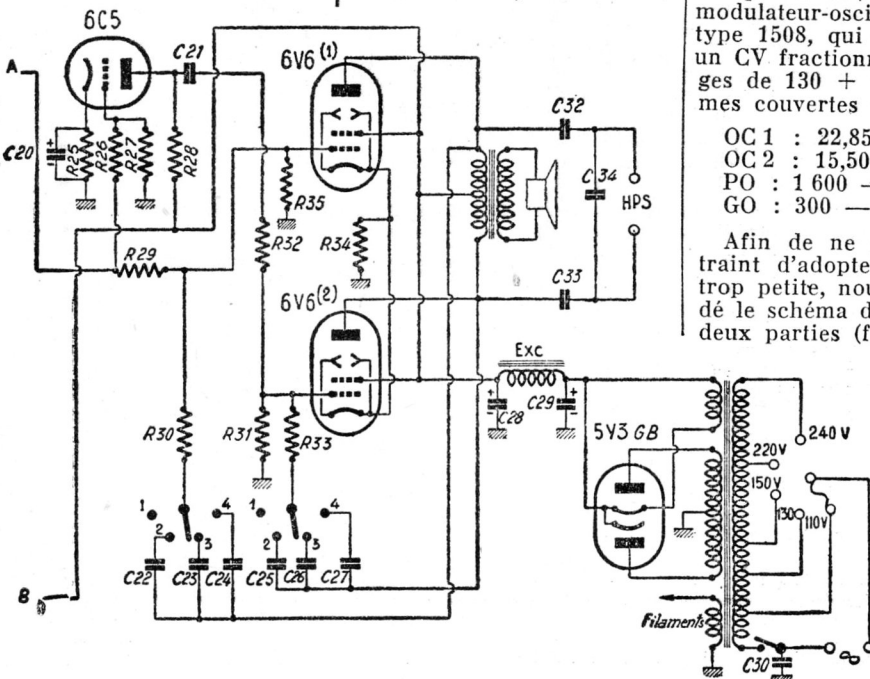 6C5
A
C21
6V6 (1)
C20
R25
R26
R27
R28
R35
R29
R32
R34
C32
C34
HPS
C33
6V6 (2)
Exc
C28
C29
5Y3 GB
240 V
220V
150V
130
110V
R30
R31
R33
1
2
3
4
1
2
3
4
C22
C23
C24
C25
C26
C27
B
Filaments
C30
modulateur-oscil
type 1508, qui
un CV fractionn
ges de 130 +
mes couvertes
OC 1 : 22,85
OC 2 : 15,50
PO : 1 600 —
GO : 300 —
Afin de ne
traint d'adopte
trop petite, nou
dé le schéma d
deux parties (f